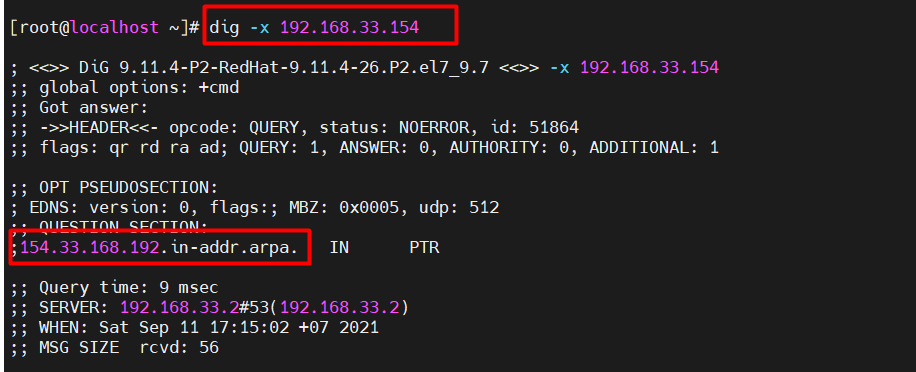 [root@localhost ~]# dig -x 192.168.33.154
; <<>> DiG 9.11.4-P2-RedHat-9.11.4-26.P2.el7_9.7 <<>> -x 192.168.33.154
;; global options: +cmd
;; Got answer:
;; ->>HEADER<<- opcode: QUERY, status: NOERROR, id: 51864
;; flags: qr rd ra ad; QUERY: 1, ANSWER: 0, AUTHORITY: 0, ADDITIONAL: 1
;; OPT PSEUDOSECTION:
; EDNS: version: 0, flags:; MBZ: 0x0005, udp: 512
;; QUESTION SECTION:
;154.33.168.192.in-addr.arpa. IN PTR
;; Query time: 9 msec
;; SERVER: 192.168.33.2#53(192.168.33.2)
;; WHEN: Sat Sep 11 17:15:02 +07 2021
;; MSG SIZE rcvd: 56